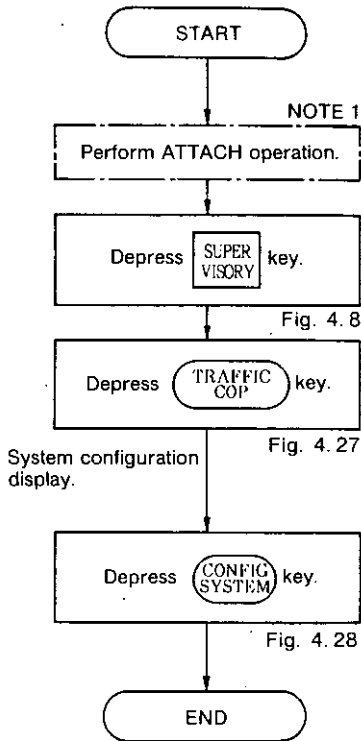 START
NOTE 1
Perform ATTACH operation.
Depress SUPER VISORY key.
Fig. 4.8
Depress TRAFFIC COP key.
Fig. 4.27
System configuration
display.
Depress CONFIG SYSTEM key.
Fig. 4.28
END